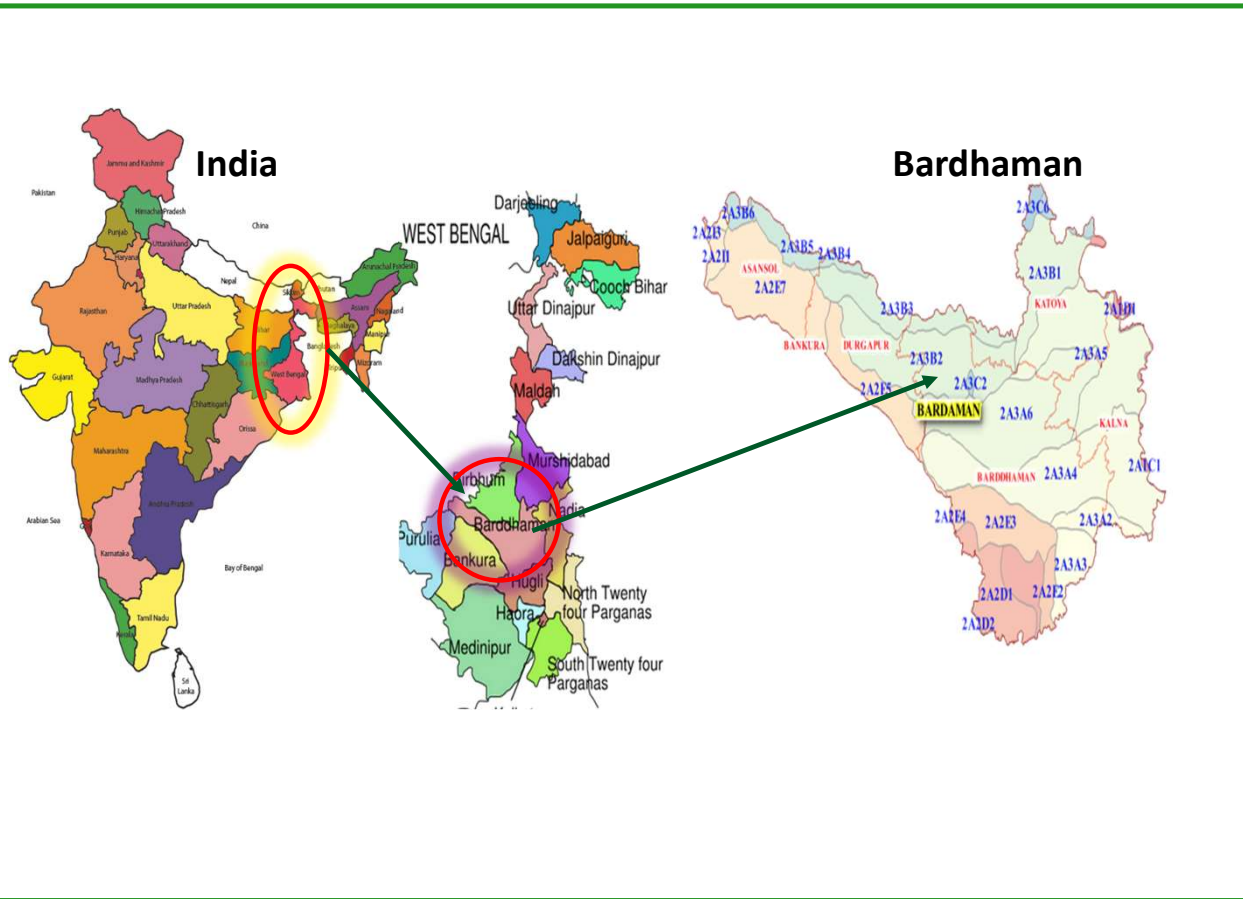 India
Jammu and Kashmir
Pakistan
Himachal Pradesh
Punjab
Uttarakhand
Haryana
China
Nepal
Sikkim
Bhutan
Arunachal Pradesh
Rajasthan
Uttar Pradesh
Bihar
Assam
Nagaland
Meghalaya
Manipur
Bangladesh
Mizoram
Gujarat
Madhya Pradesh
West Bengal
Chhattisgarh
Orissa
Maharashtra
Andhra Pradesh
Arabian Sea
Karnataka
Bay of Bengal
Tamil Nadu
Kerala
Sri
Lanka
WEST BENGAL
Darjeeling
Jalpaiguri
Cooch Bihar
Uttar Dinajpur
Dakshin Dinajpur
Maldah
Murshidabad
Birbhum
Nadia
Barddhaman
Purulia
Bankura
Hugli
North Twenty
four Parganas
Haora
Medinipur
South Twenty four
Parganas
Bardhaman
2A3B6
2A3C6
2A2I3
2A2I1
2A3B5
2A3B4
ASANSOL
2A2E7
2A3B1
KATOYA
2A3B3
2A1D1
BANKURA
DURGAPUR
2A3B2
2A3A5
2A2F5
2A3C2
BARDAMAN
2A3A6
KALNA
BARDDHAMAN
2A3A4
2A1C1
2A2E4
2A2E3
2A3A2
2A3A3
2A2D1
2A2E2
2A2D2